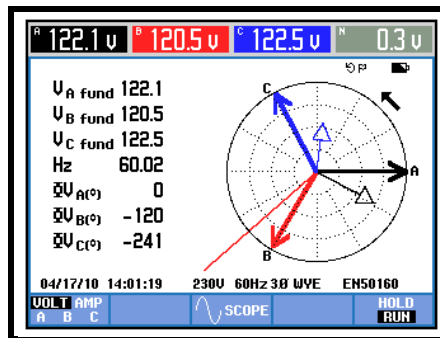 A 122.1 V B 120.5 V C 122.5 V N 0.3 V
VA fund 122.1
VB fund 120.5
VC fund 122.5
Hz 60.02
ΦVA(°) 0
ΦVB(°) -120
ΦVC(°) -241
C
A
B
04/17/10 14:01:19 230V 60Hz 3Ø WYE EN50160
VOLT AMP
A B C
SCOPE
HOLD
RUN